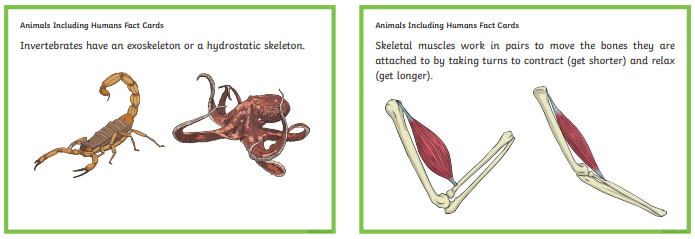 Animals Including Humans Fact Cards
Invertebrates have an exoskeleton or a hydrostatic skeleton.
Animals Including Humans Fact Cards
Skeletal muscles work in pairs to move the bones they are
attached to by taking turns to contract (get shorter) and relax
(get longer).